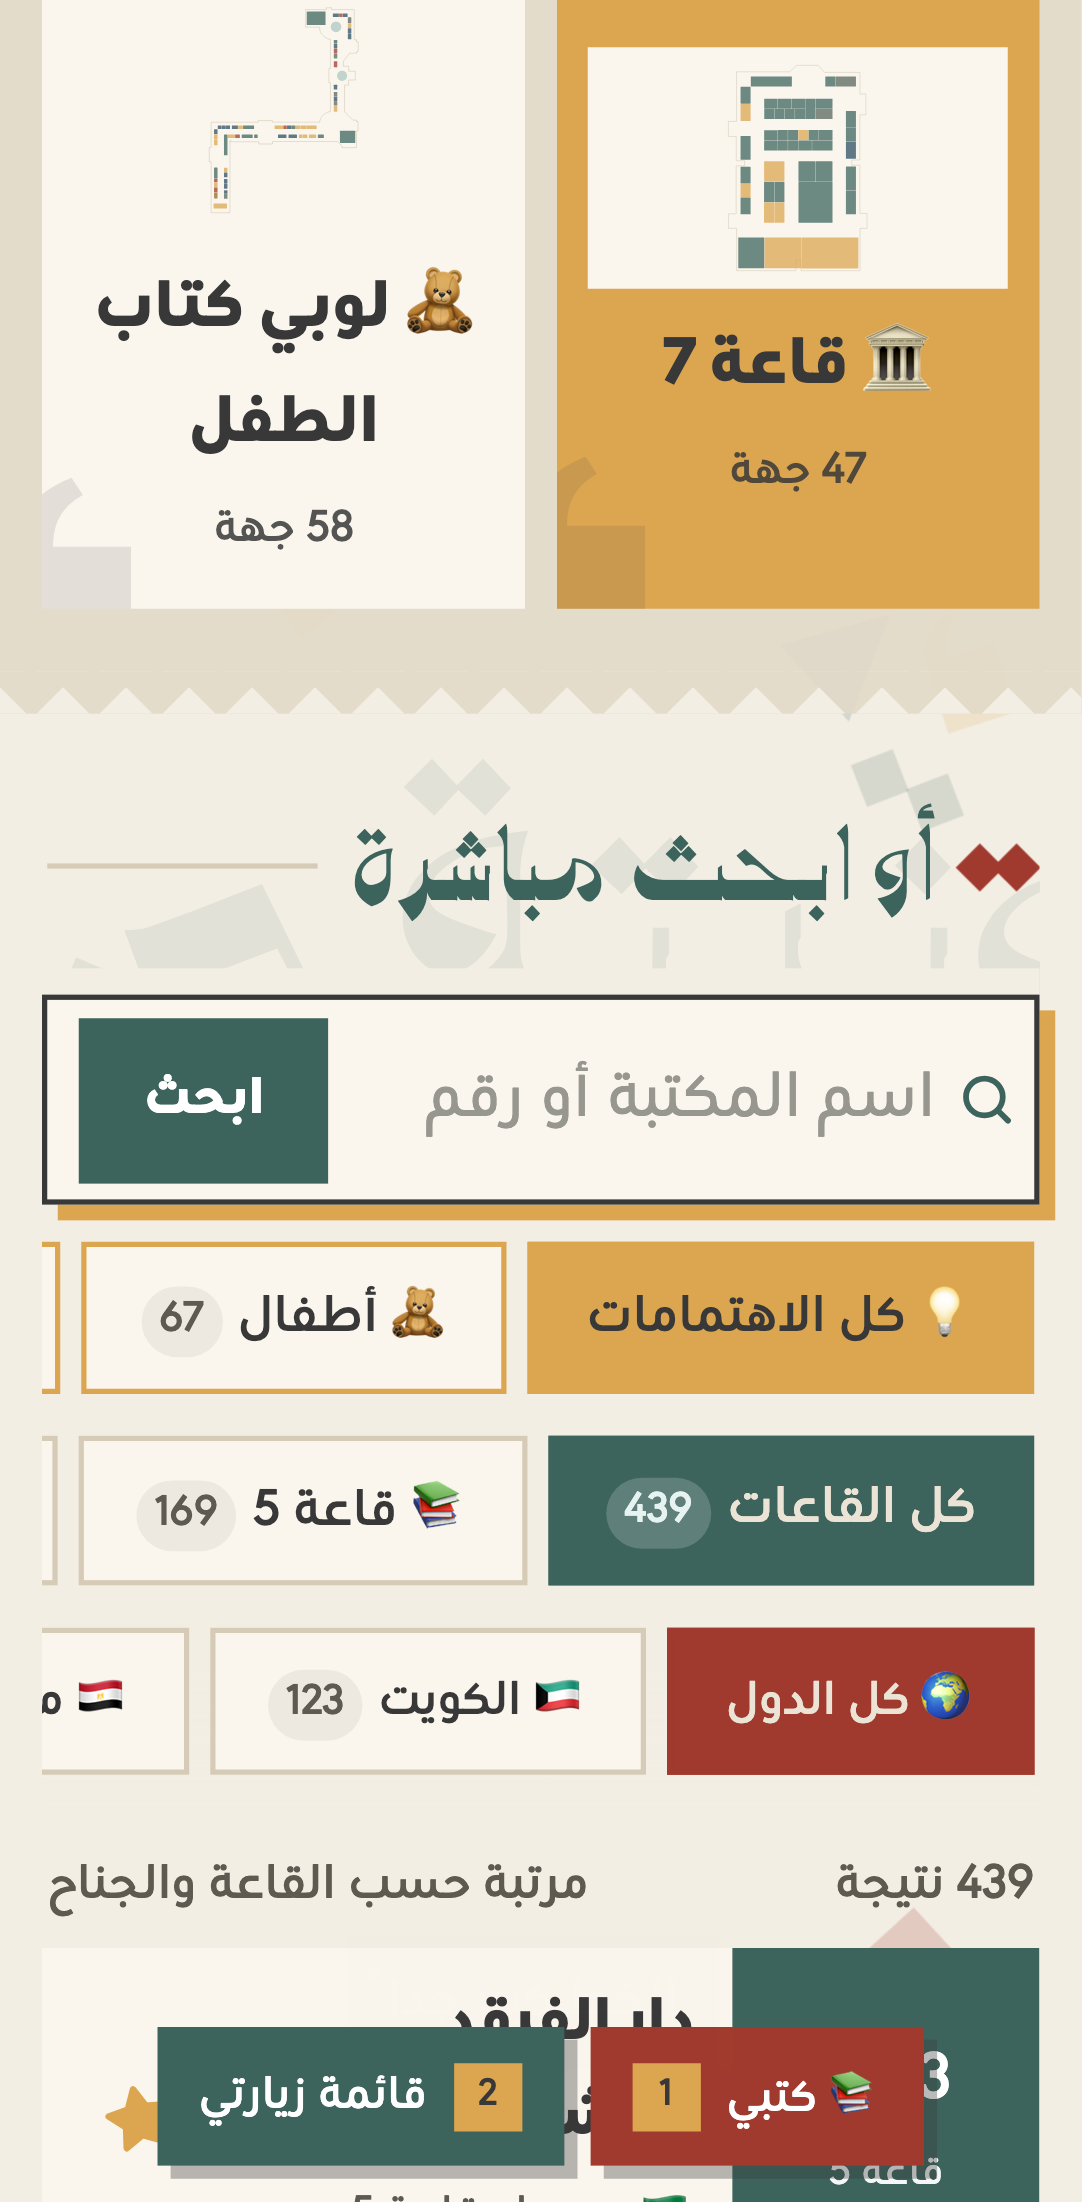 قاعة 7
47 جهة
لوبي كتاب
الطفل
58 جهة
أو ابحث مباشرة
اسم المكتبة أو رقم
ابحث
كل الاهتمامات
أطفال 67
كل القاعات 439
قاعة 5 169
كل الدول
الكويت 123
439 نتيجة
مرتبة حسب القاعة والجناح
دار الفرقد
كتبي 1
قائمة زيارتي 2
قاعة 5